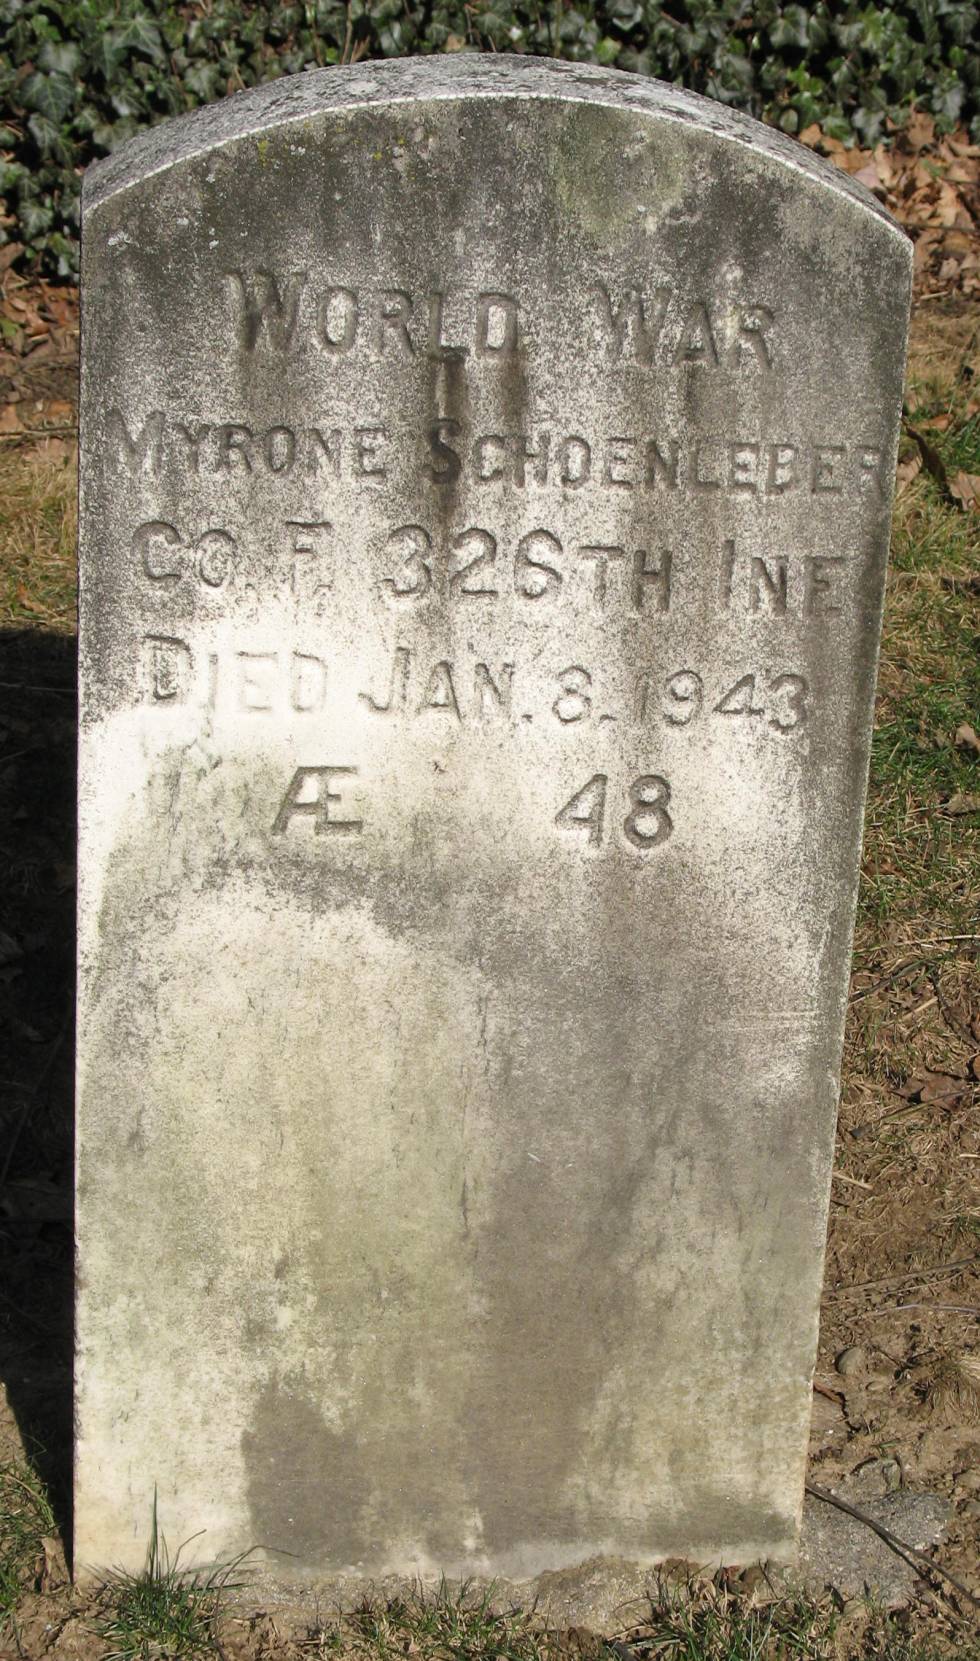 WORLD WAR
MYRONE SCHOENLEBER
CO. F. 326TH INF
DIED JAN. 8. 1943
Æ 48